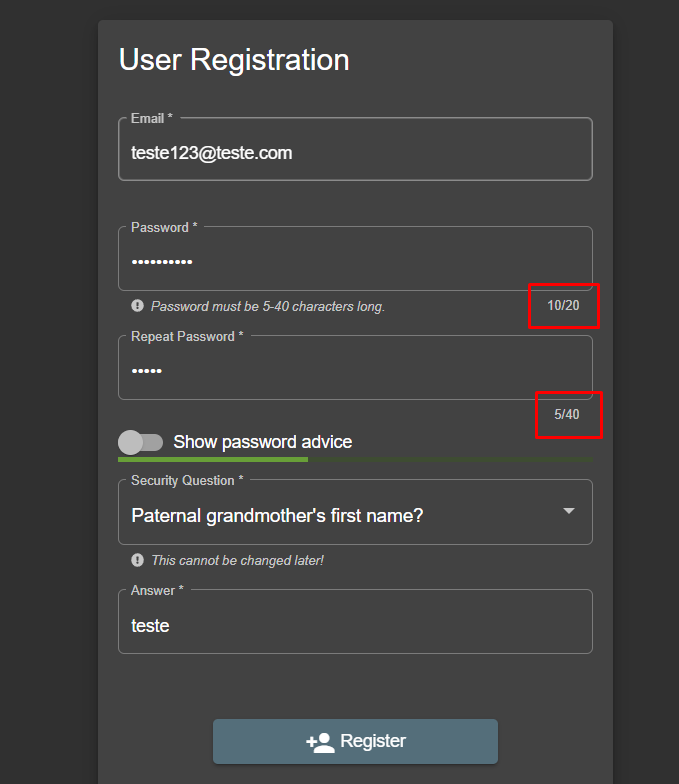 User Registration
Email *
teste123@teste.com
Password *
••••••••••
Password must be 5-40 characters long.
10/20
Repeat Password *
•••••
5/40
Show password advice
Security Question *
Paternal grandmother's first name?
This cannot be changed later!
Answer *
teste
Register